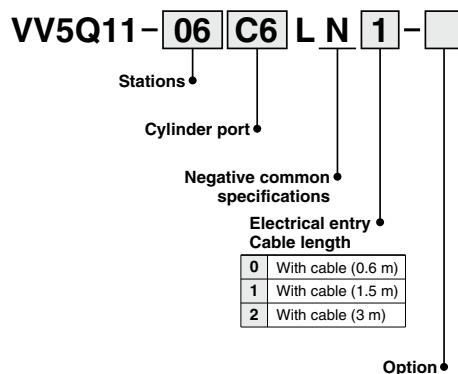 VV5Q11-06 C6 L N 1-
Stations
Cylinder port
Negative common
specifications
Electrical entry
Cable length
0 With cable (0.6 m)
1 With cable (1.5 m)
2 With cable (3 m)
Option